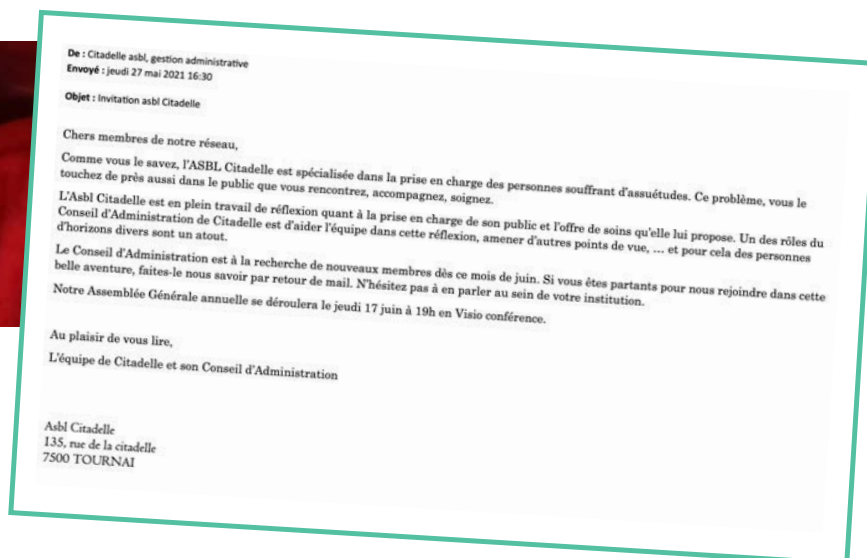 De : Citadelle asbl, gestion administrative
Envoyé : jeudi 27 mai 2021 16:30
Objet : Invitation asbl Citadelle
Chers membres de notre réseau,
Comme vous le savez, l'ASBL Citadelle est spécialisée dans la prise en charge des personnes souffrant d'assuétudes. Ce problème, vous le
touchez de près aussi dans le public que vous rencontrez, accompagnez, soignez.
L'Asbl Citadelle est en plein travail de réflexion quant à la prise en charge de son public et l'offre de soins qu'elle lui propose. Un des rôles du
Conseil d'Administration de Citadelle est d'aider l'équipe dans cette réflexion, amener d'autres points de vue, ... et pour cela des personnes
d'horizons divers sont un atout.
Le Conseil d'Administration est à la recherche de nouveaux membres dès ce mois de juin. Si vous êtes partants pour nous rejoindre dans cette
belle aventure, faites-le nous savoir par retour de mail. N'hésitez pas à en parler au sein de votre institution.
Notre Assemblée Générale annuelle se déroulera le jeudi 17 juin à 19h en Visio conférence.
Au plaisir de vous lire,
L'équipe de Citadelle et son Conseil d'Administration
Asbl Citadelle
135, rue de la citadelle
7500 TOURNAI